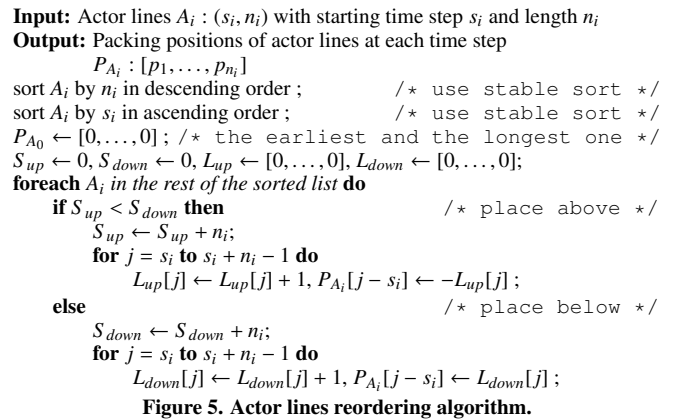 Input: Actor lines A_i : (s_i, n_i) with starting time step s_i and length n_i
Output: Packing positions of actor lines at each time step
P_{A_i} : [p_1, . . . , p_{n_i}]
sort A_i by n_i in descending order ; /* use stable sort */
sort A_i by s_i in ascending order ; /* use stable sort */
P_{A_0} ← [0, . . . , 0] ; /* the earliest and the longest one */
S_{up} ← 0, S_{down} ← 0, L_{up} ← [0, . . . , 0], L_{down} ← [0, . . . , 0];
foreach A_i in the rest of the sorted list do
if S_{up} < S_{down} then /* place above */
S_{up} ← S_{up} + n_i;
for j = s_i to s_i + n_i − 1 do
L_{up}[j] ← L_{up}[j] + 1, P_{A_i}[j − s_i] ← −L_{up}[j] ;
else /* place below */
S_{down} ← S_{down} + n_i;
for j = s_i to s_i + n_i − 1 do
L_{down}[j] ← L_{down}[j] + 1, P_{A_i}[j − s_i] ← L_{down}[j] ;
Figure 5. Actor lines reordering algorithm.